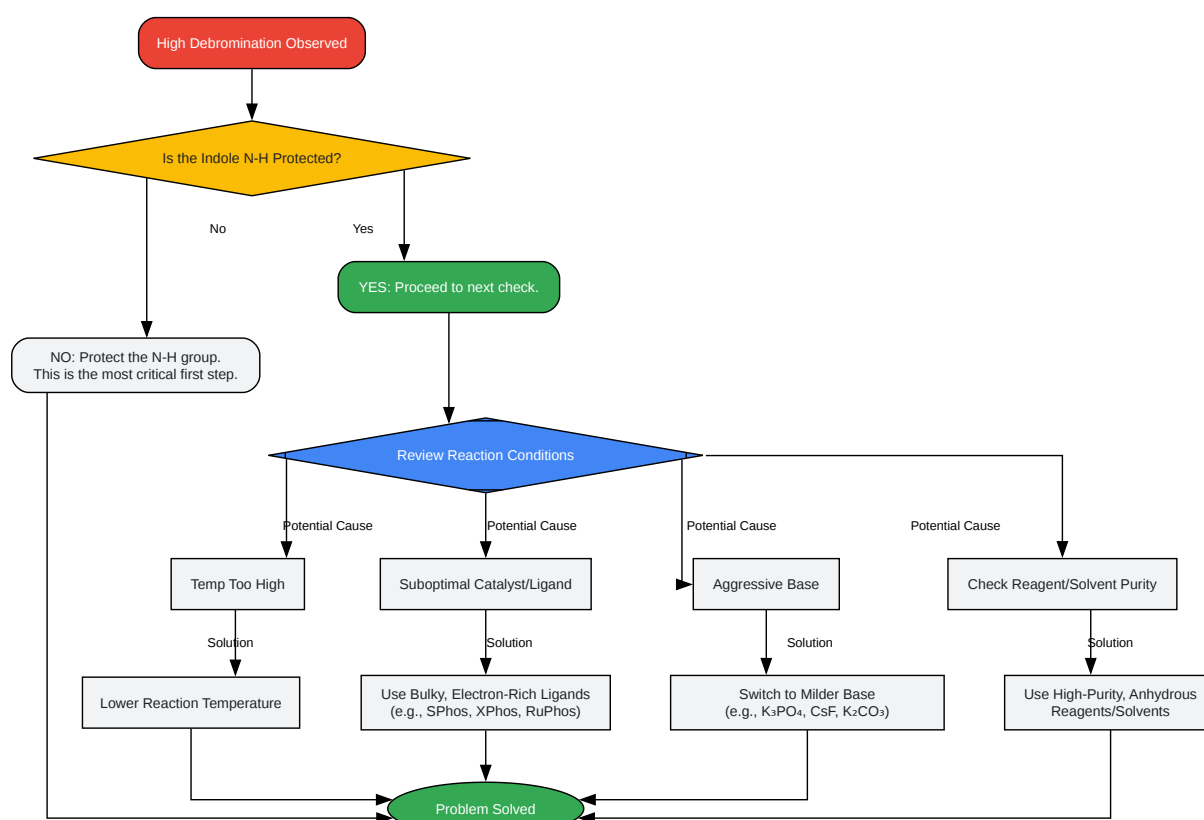 High Debromination Observed
Is the Indole N-H Protected?
No
Yes
YES: Proceed to next check.
NO: Protect the N-H group.
This is the most critical first step.
Review Reaction Conditions
Potential Cause
Potential Cause
Potential Cause
Potential Cause
Temp Too High
Suboptimal Catalyst/Ligand
Aggressive Base
Check Reagent/Solvent Purity
Solution
Solution
Solution
Solution
Lower Reaction Temperature
Use Bulky, Electron-Rich Ligands
(e.g., SPhos, XPhos, RuPhos)
Switch to Milder Base
(e.g., K₃PO₄, CsF, K₂CO₃)
Use High-Purity, Anhydrous
Reagents/Solvents
Problem Solved